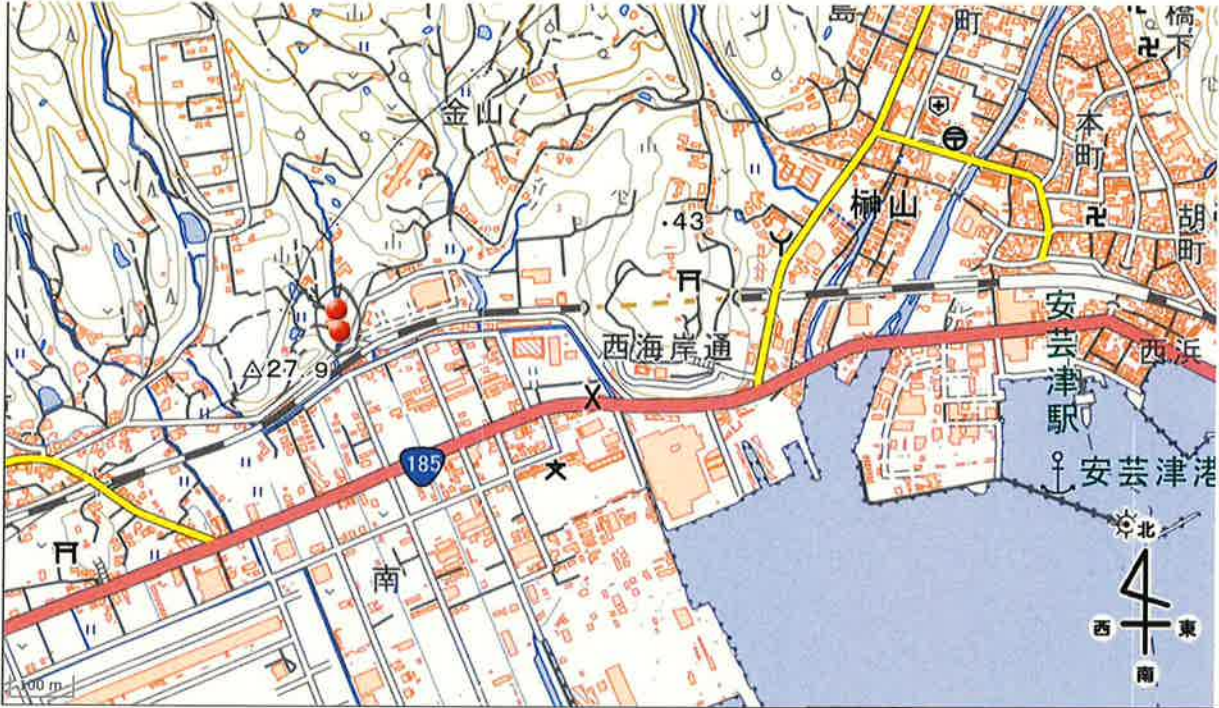 島
町
橋下
金山
本町
榊山
胡町
・43
西海岸通
安芸津駅
西浜
△27.9
185
安芸津港
北
西
東
南
南
100 m